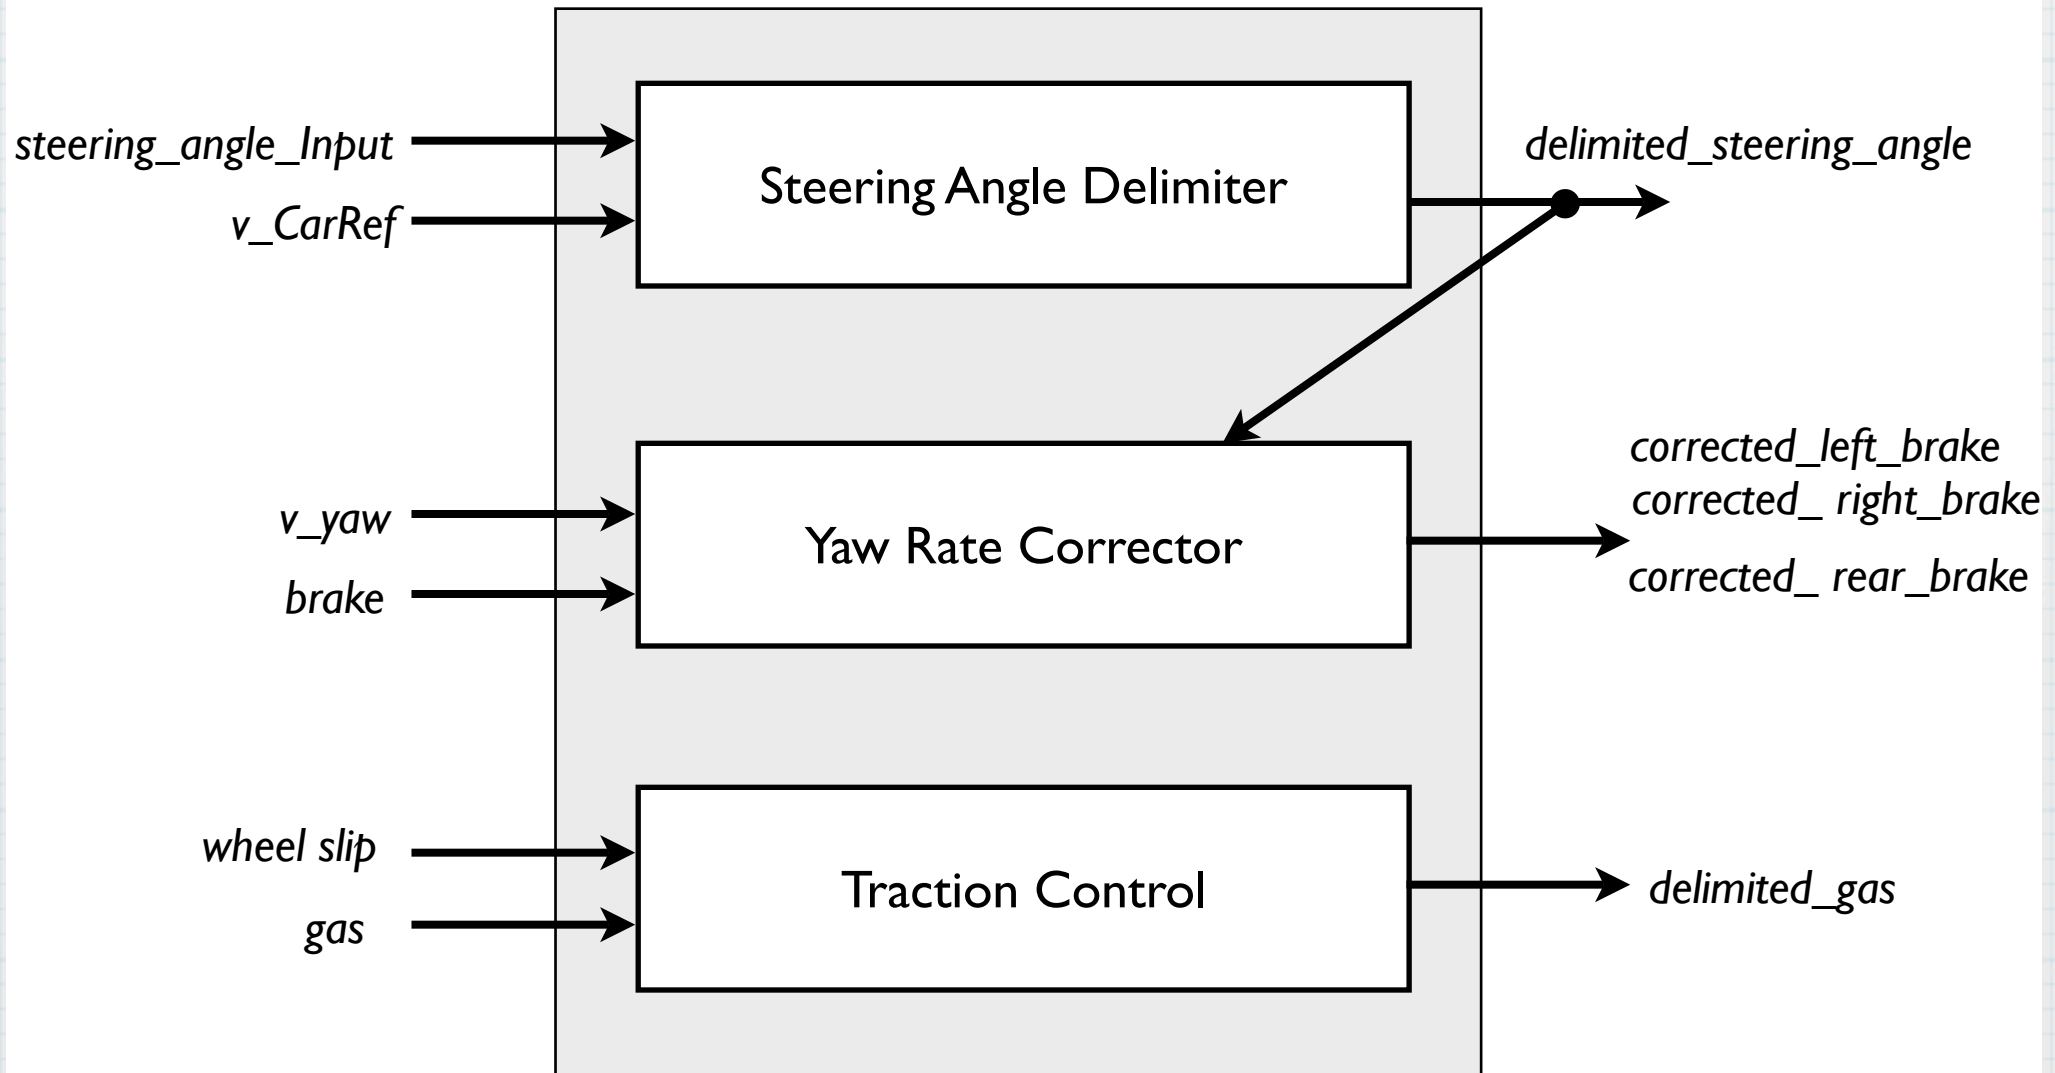 steering_angle_Input
v_CarRef
Steering Angle Delimiter
delimited_steering_angle
v_yaw
brake
Yaw Rate Corrector
corrected_left_brake
corrected_ right_brake
corrected_ rear_brake
wheel slip
gas
Traction Control
delimited_gas